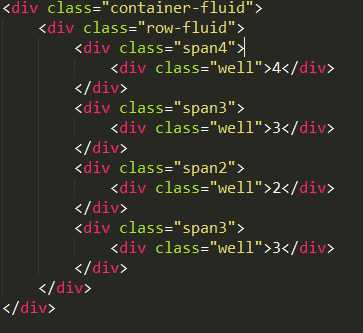 <div class="container-fluid">
    <div class="row-fluid">
        <div class="span4">
            <div class="well">4</div>
        </div>
        <div class="span3">
            <div class="well">3</div>
        </div>
        <div class="span2">
            <div class="well">2</div>
        </div>
        <div class="span3">
            <div class="well">3</div>
        </div>
    </div>
</div>